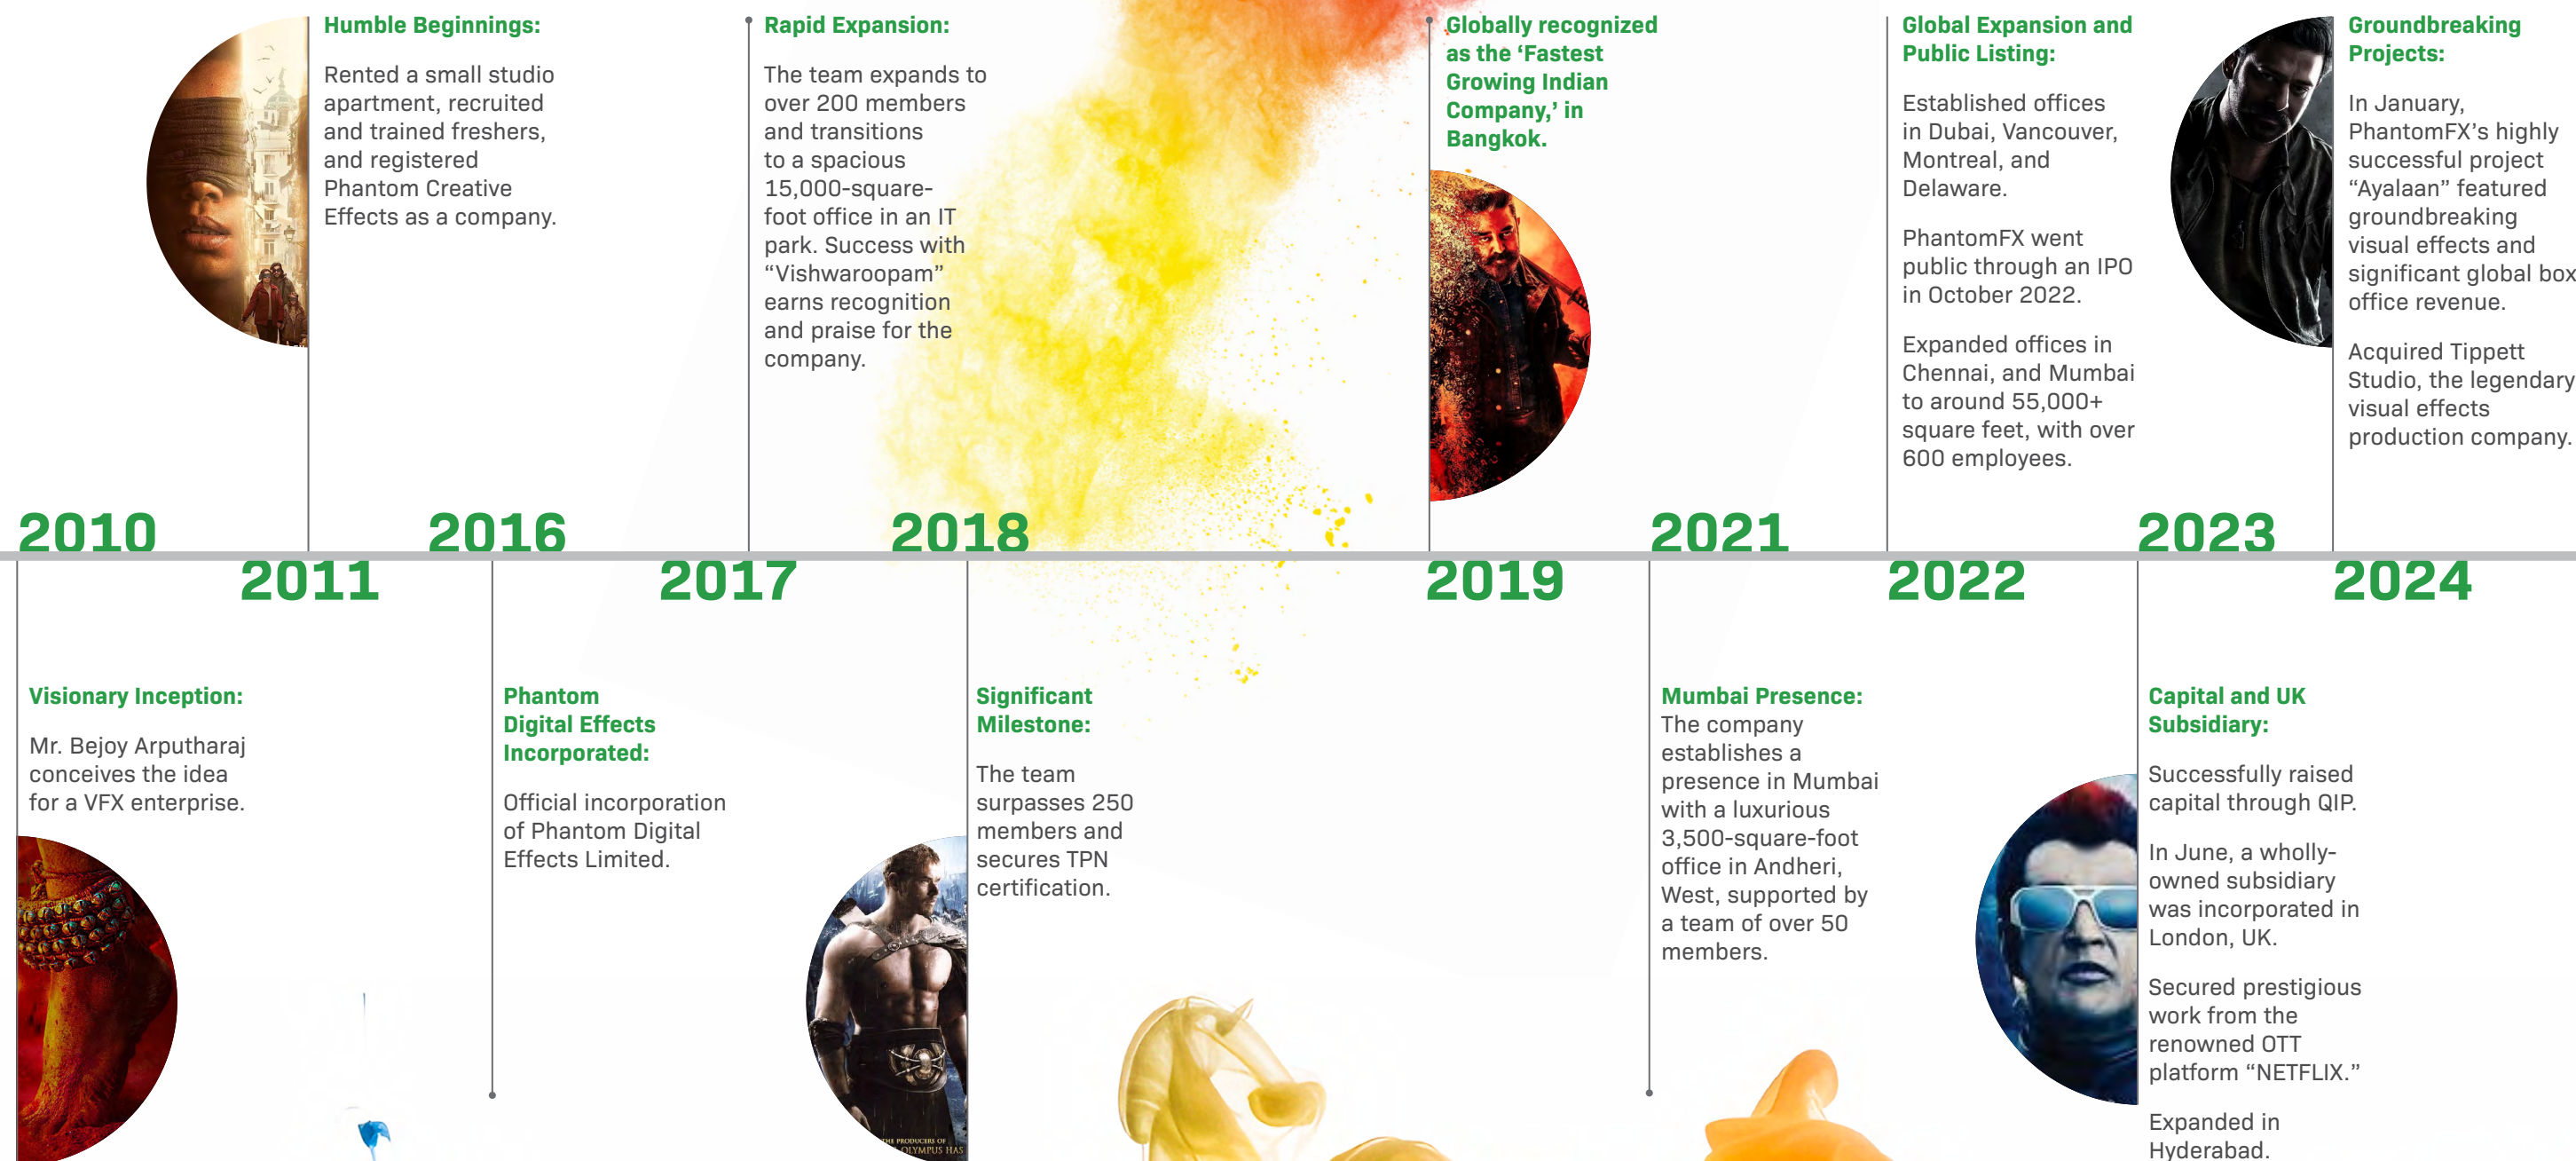 Humble Beginnings:
Rented a small studio
apartment, recruited
and trained freshers,
and registered
Phantom Creative
Effects as a company.
Rapid Expansion:
The team expands to
over 200 members
and transitions
to a spacious
15,000-square-
foot office in an IT
park. Success with
“Vishwaroopam”
earns recognition
and praise for the
company.
Globally recognized
as the ‘Fastest
Growing Indian
Company,’ in
Bangkok.
Global Expansion and
Public Listing:
Established offices
in Dubai, Vancouver,
Montreal, and
Delaware.
PhantomFX went
public through an IPO
in October 2022.
Expanded offices in
Chennai, and Mumbai
to around 55,000+
square feet, with over
600 employees.
Groundbreaking
Projects:
In January,
PhantomFX’s highly
successful project
“Ayalaan” featured
groundbreaking
visual effects and
significant global box
office revenue.
Acquired Tippett
Studio, the legendary
visual effects
production company.
2010
2016
2018
2021
2023
2011
2017
2019
2022
2024
Visionary Inception:
Mr. Bejoy Arputharaj
conceives the idea
for a VFX enterprise.
Phantom
Digital Effects
Incorporated:
Official incorporation
of Phantom Digital
Effects Limited.
Significant
Milestone:
The team
surpasses 250
members and
secures TPN
certification.
THE PRODUCERS OF
OLYMPUS HAS
Mumbai Presence:
The company
establishes a
presence in Mumbai
with a luxurious
3,500-square-foot
office in Andheri,
West, supported by
a team of over 50
members.
Capital and UK
Subsidiary:
Successfully raised
capital through QIP.
In June, a wholly-
owned subsidiary
was incorporated in
London, UK.
Secured prestigious
work from the
renowned OTT
platform “NETFLIX.”
Expanded in
Hyderabad.